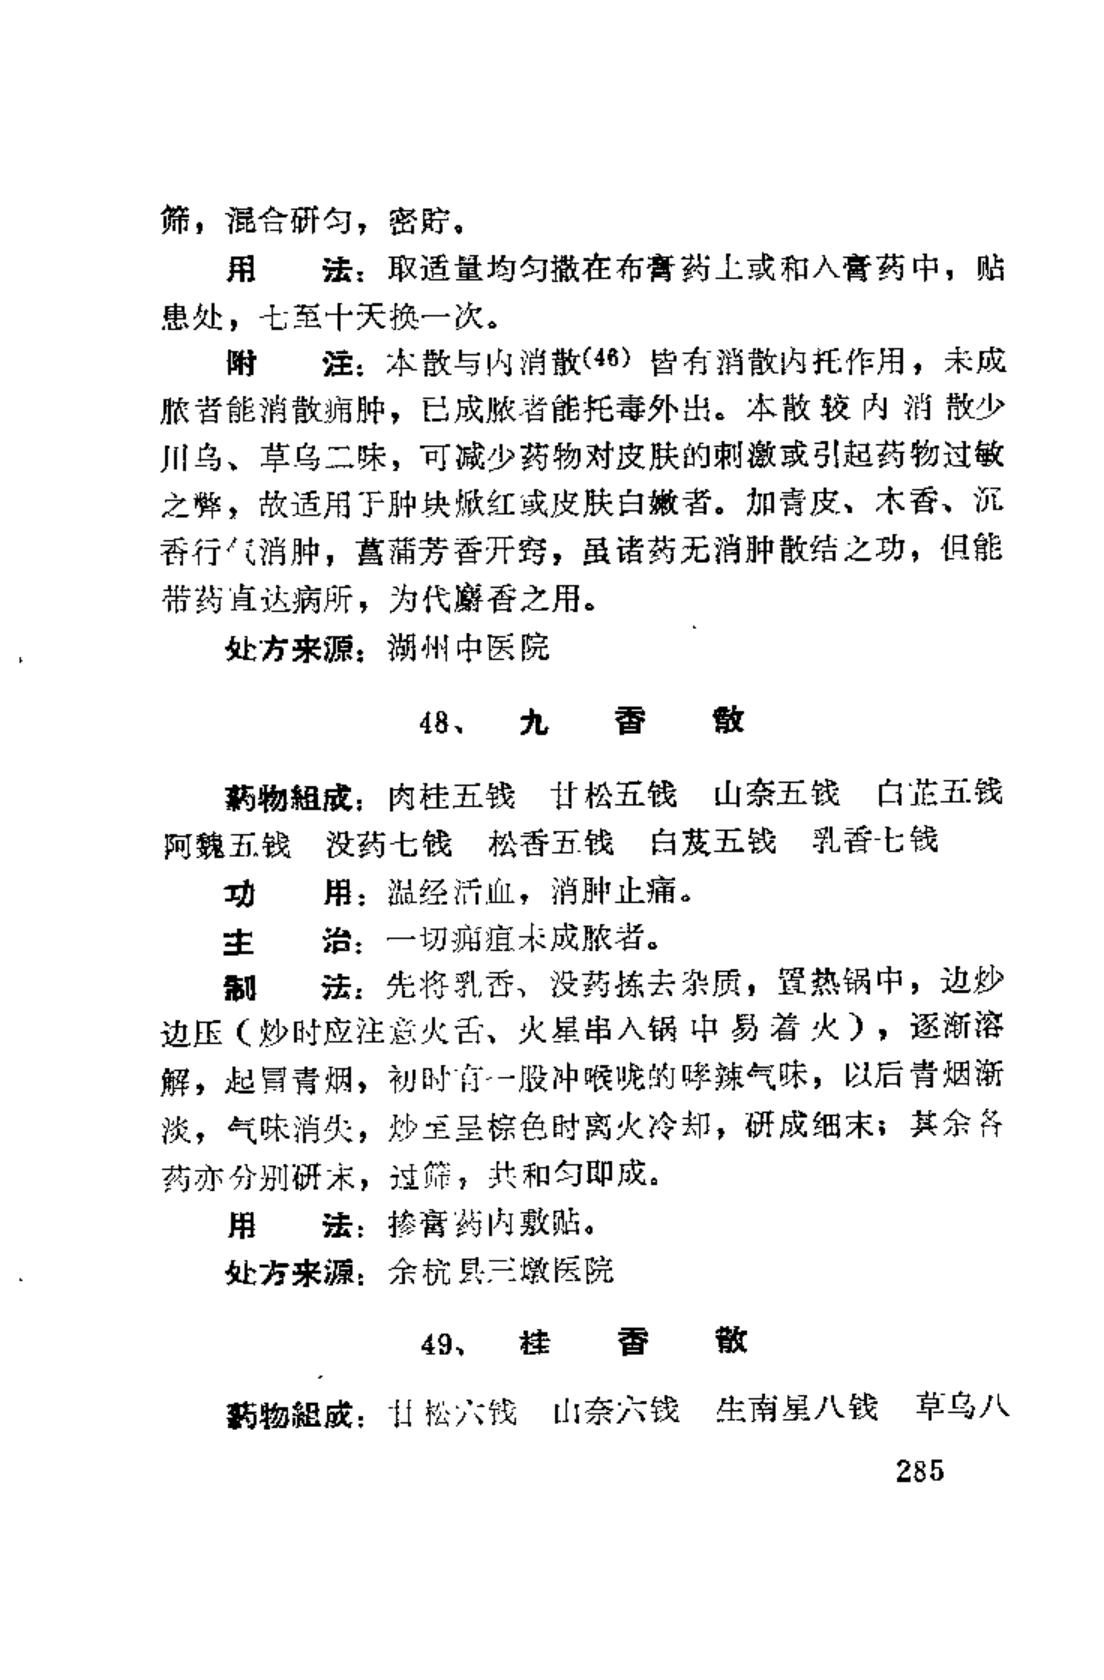 筛，混合研匀，密贮。
用　　法：取适量均匀撒在布膏药上或和入膏药中，贴
患处，七至十天换一次。
附　　注：本散与内消散(46）皆有消散内托作用，未成
脓者能消散痈肿，已成脓者能托毒外出。本散较内消散少
川乌、草乌二味，可减少药物对皮肤的刺激或引起药物过敏
之弊，故适用于肿块焮红或皮肤白嫩者。加青皮、木香、沉
香行气消肿，菖蒲芳香开窍，虽诸药无消肿散结之功，但能
带药直达病所，为代麝香之用。
处方来源：湖州中医院
48、九　香　散
药物組成：肉桂五钱　甘松五钱　山奈五钱　白芷五钱
阿魏五钱　没药七钱　松香五钱　白芨五钱　乳香七钱
功　　用：温经活血，消肿止痛。
主　　治：一切痈疽未成脓者。
制　　法：先将乳香、没药拣去杂质，置热锅中，边炒
边压（炒时应注意火舌、火星串入锅中易着火），逐渐溶
解，起冒青烟，初时有一股冲喉咙的哮辣气味，以后青烟渐
淡，气味消失，炒至呈棕色时离火冷却，研成细末；其余各
药亦分别研末，过筛，共和匀即成。
用　　法：掺膏药内敷贴。
处方来源：余杭县三墩医院
49、桂　香　散
药物組成：甘松六钱　山奈六钱　生南星八钱　草乌八
285